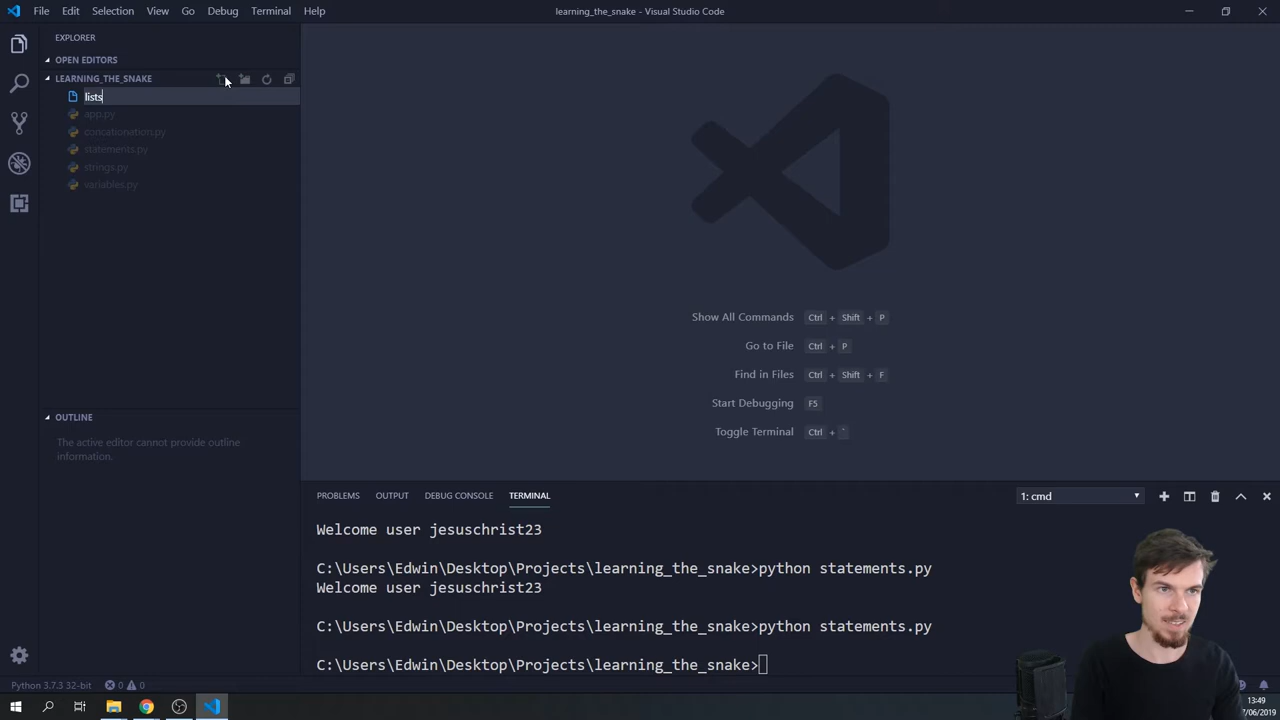 File Edit Selection View Go Debug Terminal Help
learning_the_snake - Visual Studio Code
EXPLORER
OPEN EDITORS
LEARNING_THE_SNAKE
lists
app.py
concationation.py
statements.py
strings.py
variables.py
Show All Commands Ctrl + Shift + P
Go to File Ctrl + P
Find in Files Ctrl + Shift + F
Start Debugging F5
Toggle Terminal Ctrl + `
OUTLINE
The active editor cannot provide outline
information.
PROBLEMS OUTPUT DEBUG CONSOLE TERMINAL
1: cmd
Welcome user jesuschrist23
C:\Users\Edwin\Desktop\Projects\learning_the_snake>python statements.py
Welcome user jesuschrist23
C:\Users\Edwin\Desktop\Projects\learning_the_snake>python statements.py
C:\Users\Edwin\Desktop\Projects\learning_the_snake>
Python 3.7.3 32-bit 0 0
13:49
7/06/2019